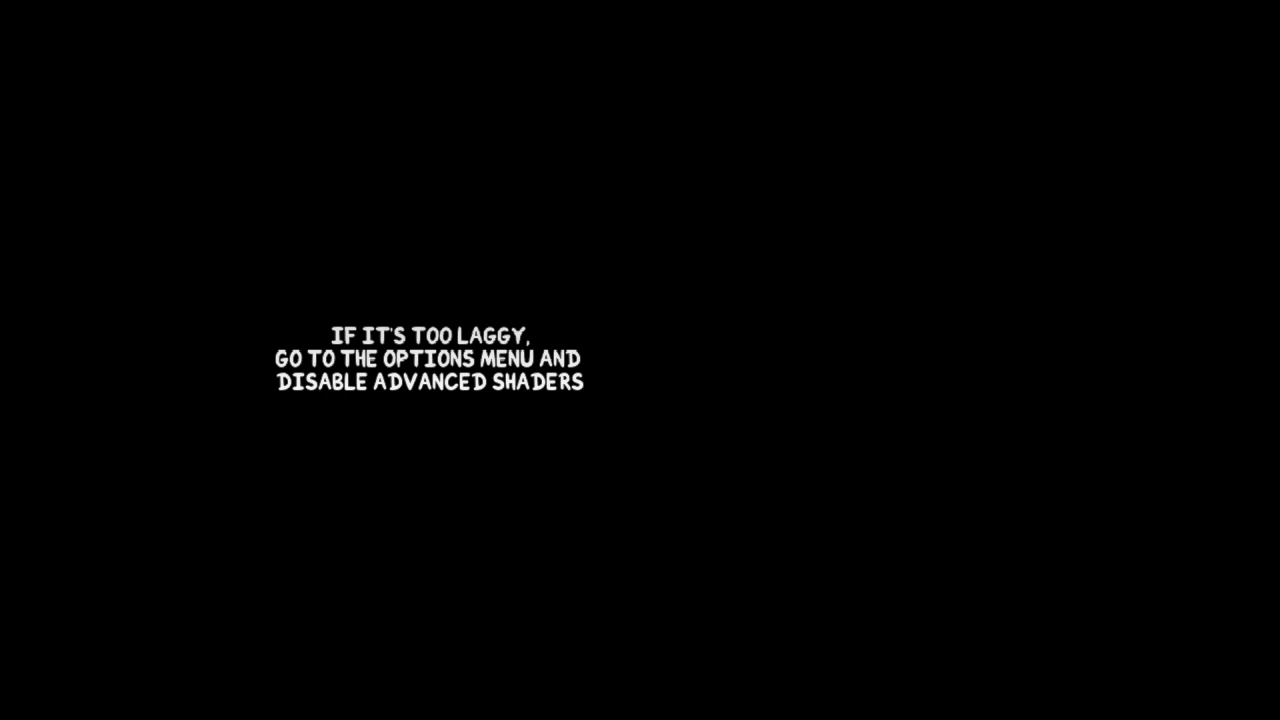 IF IT'S TOO LAGGY,
GO TO THE OPTIONS MENU AND
DISABLE ADVANCED SHADERS